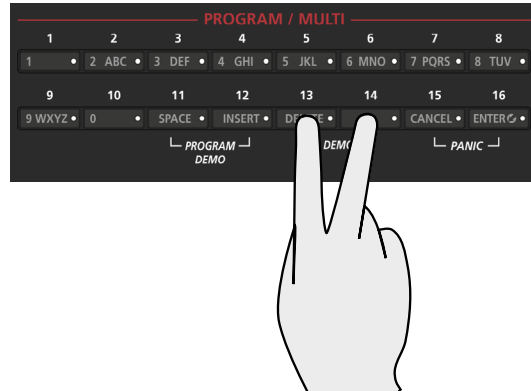 PROGRAM / MULTI
1 2 3 4 5 6 7 8
1 2 ABC 3 DEF 4 GHI 5 JKL 6 MNO 7 PQRS 8 TUV
9 10 11 12 13 14 15 16
9 WXYZ 0 SPACE INSERT CANCEL ENTER
PROGRAM PANIC
DEMO